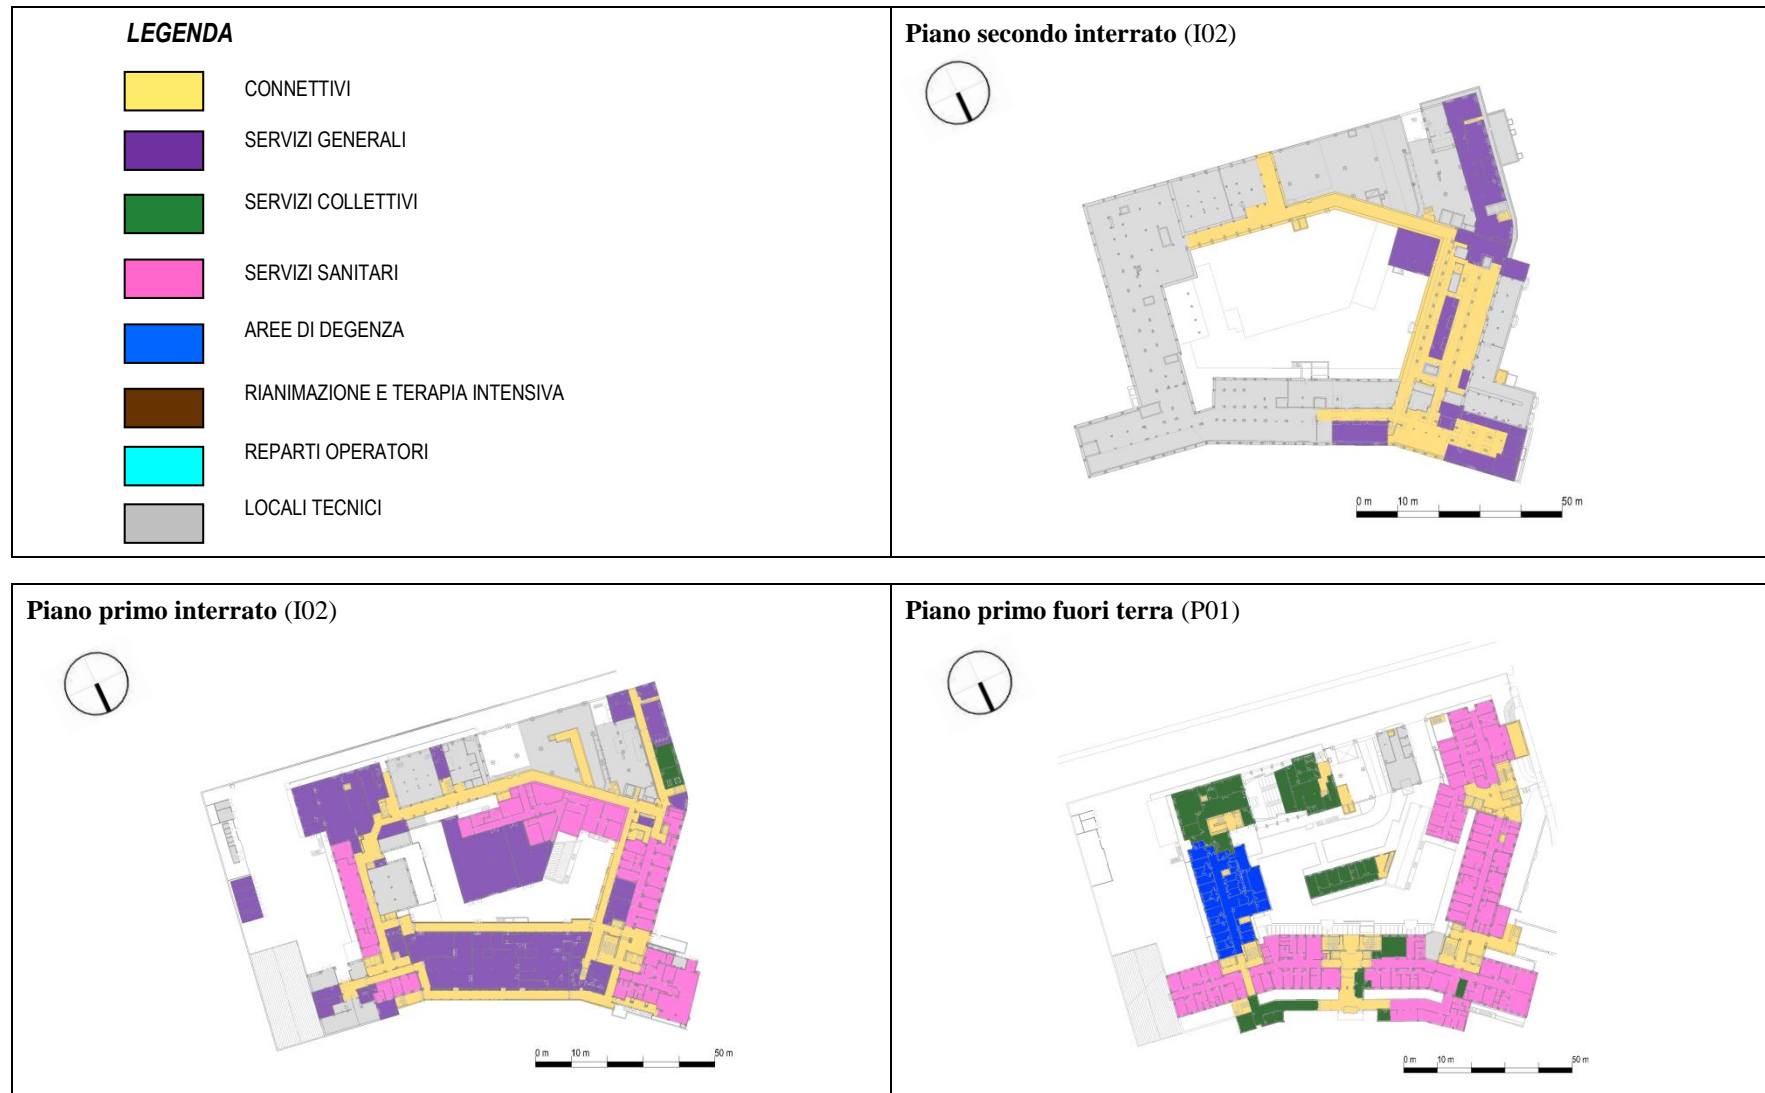 LEGENDA
CONNETTIVI
SERVIZI GENERALI
SERVIZI COLLETTIVI
SERVIZI SANITARI
AREE DI DEGENZA
RIANIMAZIONE E TERAPIA INTENSIVA
REPARTI OPERATORI
LOCALI TECNICI
Piano secondo interrato (I02)
0 m 10 m 50 m
Piano primo interrato (I02)
0 m 10 m 50 m
Piano primo fuori terra (P01)
0 m 10 m 50 m